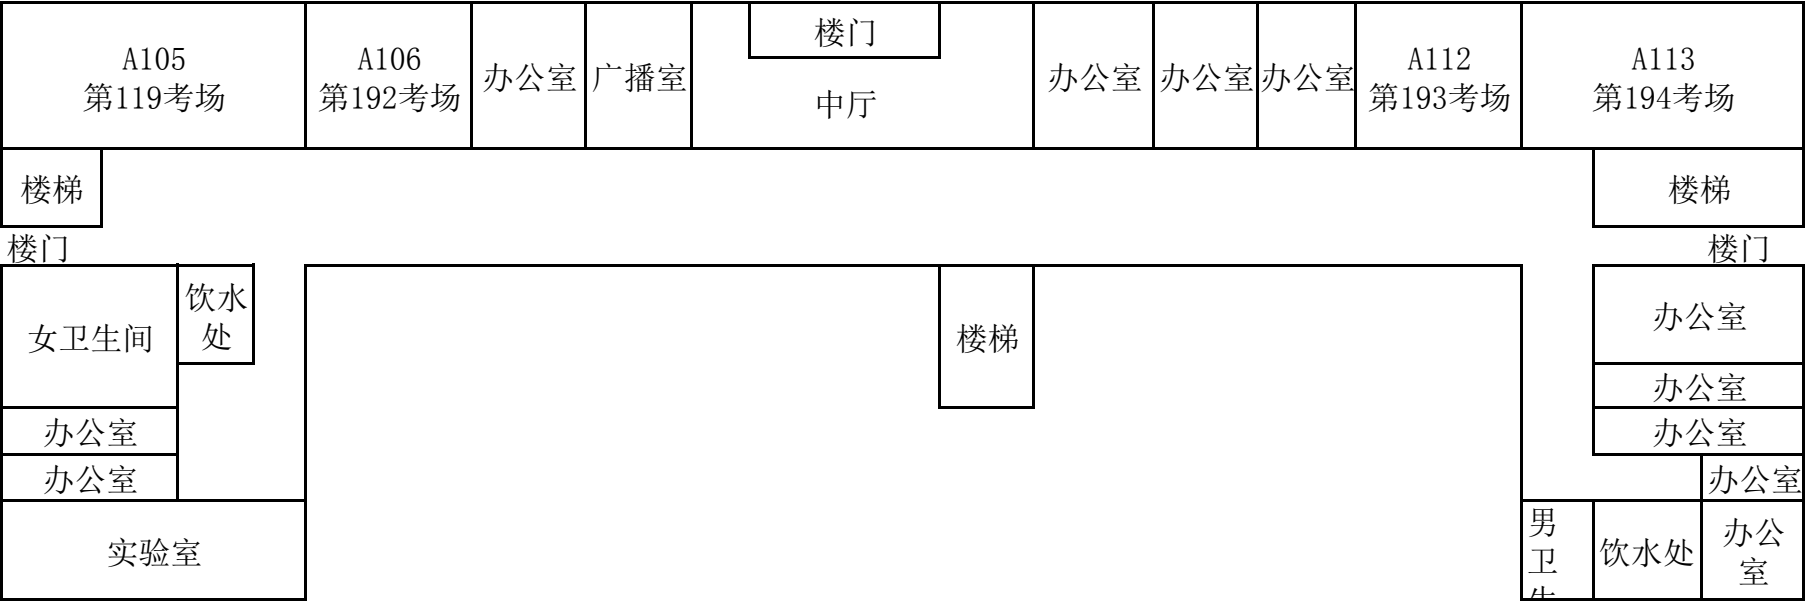 A105
第119考场
A106
第192考场
办公室
广播室
楼门
中厅
办公室
办公室
办公室
A112
第193考场
A113
第194考场
楼梯
楼梯
楼门
楼门
女卫生间
饮水
处
楼梯
办公室
办公室
办公室
办公室
办公室
办公室
实验室
男
卫
饮水处
办公
室